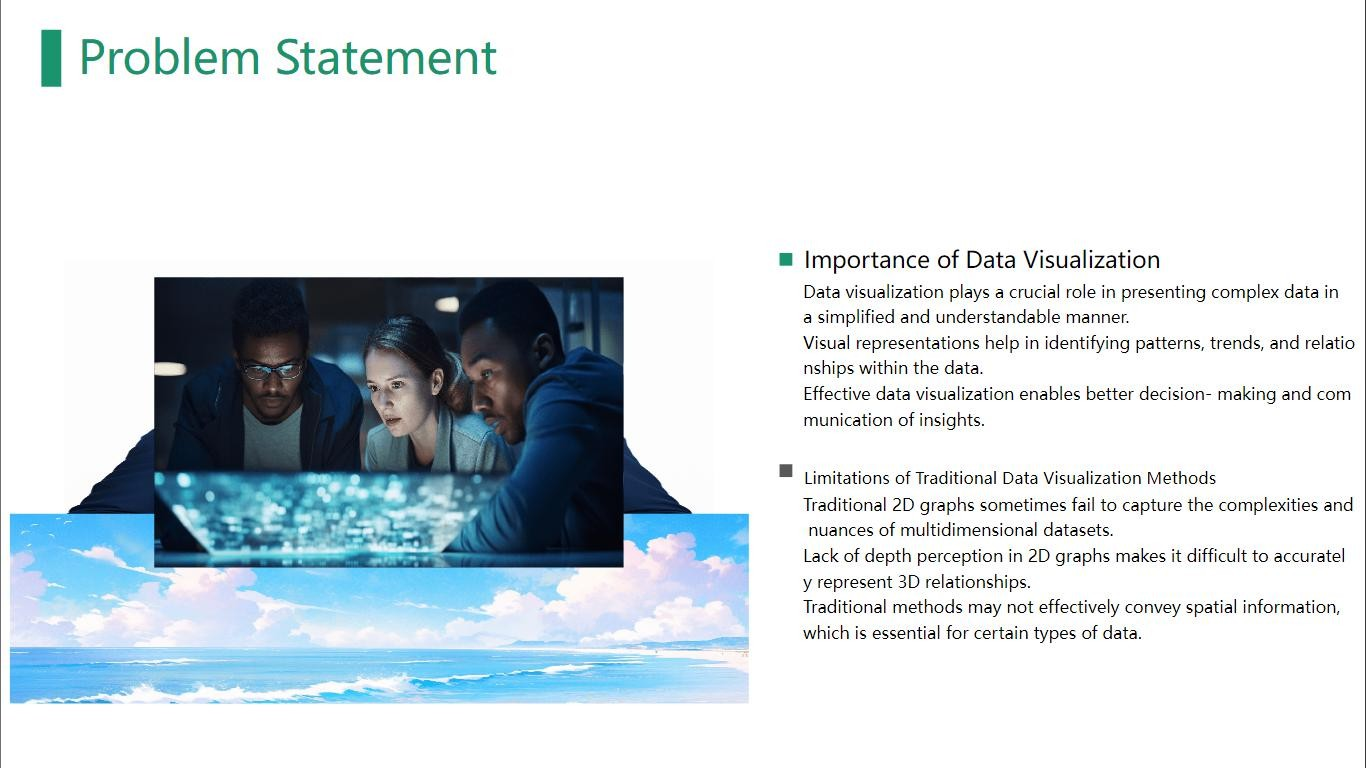 Problem Statement
Importance of Data Visualization
Data visualization plays a crucial role in presenting complex data in
a simplified and understandable manner.
Visual representations help in identifying patterns, trends, and relatio
nships within the data.
Effective data visualization enables better decision- making and com
munication of insights.
Limitations of Traditional Data Visualization Methods
Traditional 2D graphs sometimes fail to capture the complexities and
nuances of multidimensional datasets.
Lack of depth perception in 2D graphs makes it difficult to accuratel
y represent 3D relationships.
Traditional methods may not effectively convey spatial information,
which is essential for certain types of data.